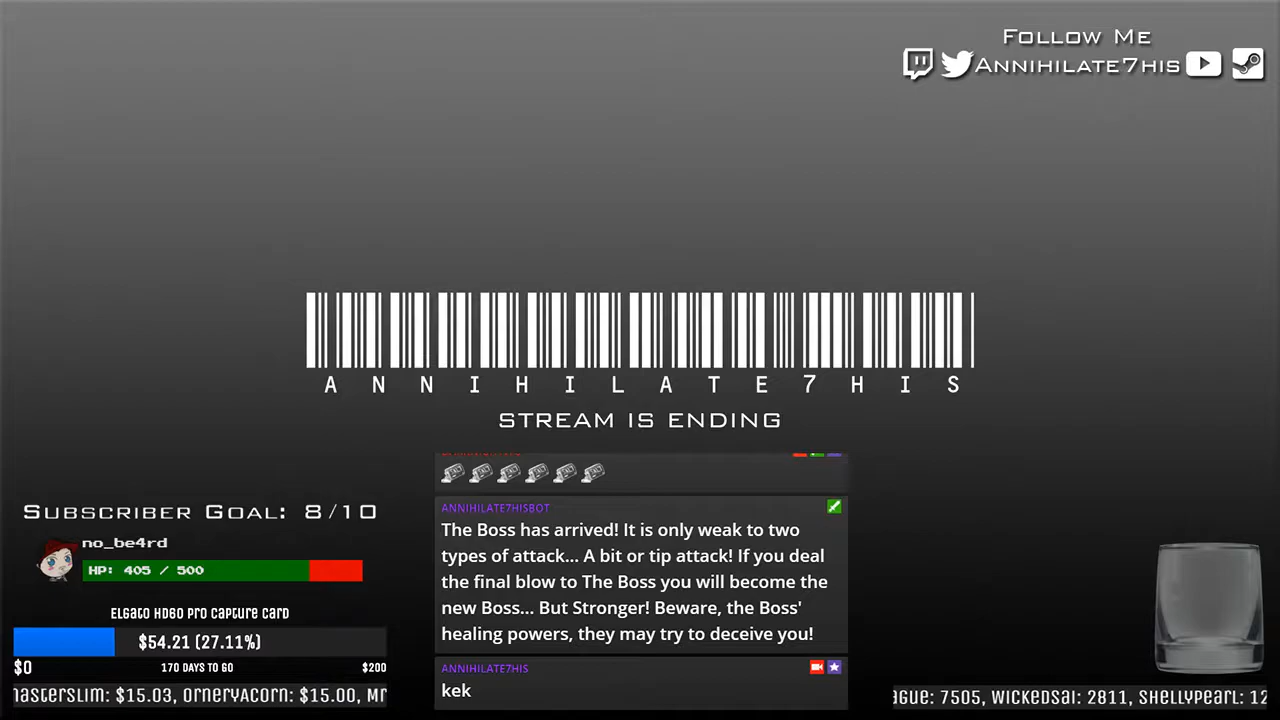 Follow Me
Annihilate7his
ANNIHILATE7HIS
STREAM IS ENDING
ANNIHILATE7HISBOT
The Boss has arrived! It is only weak to two
types of attack... A bit or tip attack! If you deal
the final blow to The Boss you will become the
new Boss... But Stronger! Beware, the Boss'
healing powers, they may try to deceive you!
ANNIHILATE7HIS
kek
Subscriber Goal: 8/10
no_be4rd
HP: 405 / 500
Elgato HD60 Pro Capture Card
$54.21 (27.11%)
$0 170 DAYS TO GO $200
masterslim: $15.03, OrneryAcorn: $15.00, Mr
gue: 7505, WickedSai: 2811, ShellyPearl: 12